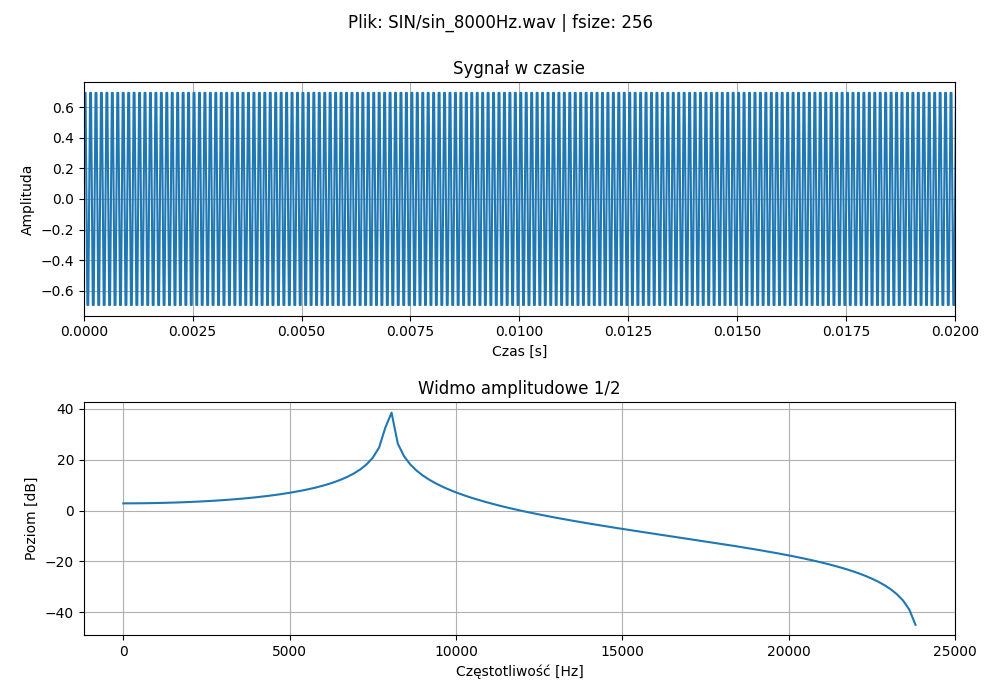 Plik: SIN/sin_8000Hz.wav | fsize: 256
Sygnał w czasie
Amplituda
0.6
0.4
0.2
0.0
−0.2
−0.4
−0.6
0.0000 0.0025 0.0050 0.0075 0.0100 0.0125 0.0150 0.0175 0.0200
Czas [s]
Widmo amplitudowe 1/2
Poziom [dB]
40
20
0
−20
−40
0 5000 10000 15000 20000 25000
Częstotliwość [Hz]